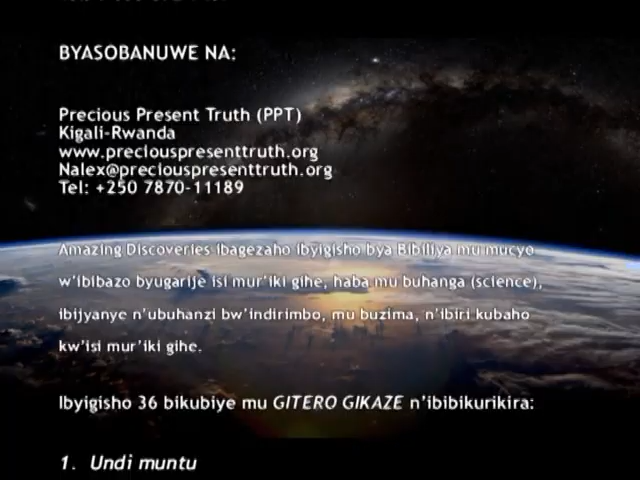 BYASOBANUWE NA:
Precious Present Truth (PPT)
Kigali-Rwanda
www.preciouspresenttruth.org
Nalex@preciouspresenttruth.org
Tel: +250 7870-11189
Amazing Discoveries ibagezaho ibyigisho bya Bibiliya mu mucyo
w'ibibazo byugarije isi mur'iki gihe, haba mu buhanga (science),
ibijyanye n'ubuhanzi bw'indirimbo, mu buzima, n'ibiri kubaho
kw'isi mur'iki gihe.
Ibyigisho 36 bikubiye mu GITERO GIKAZE n'ibibikurikira:
1. Undi muntu